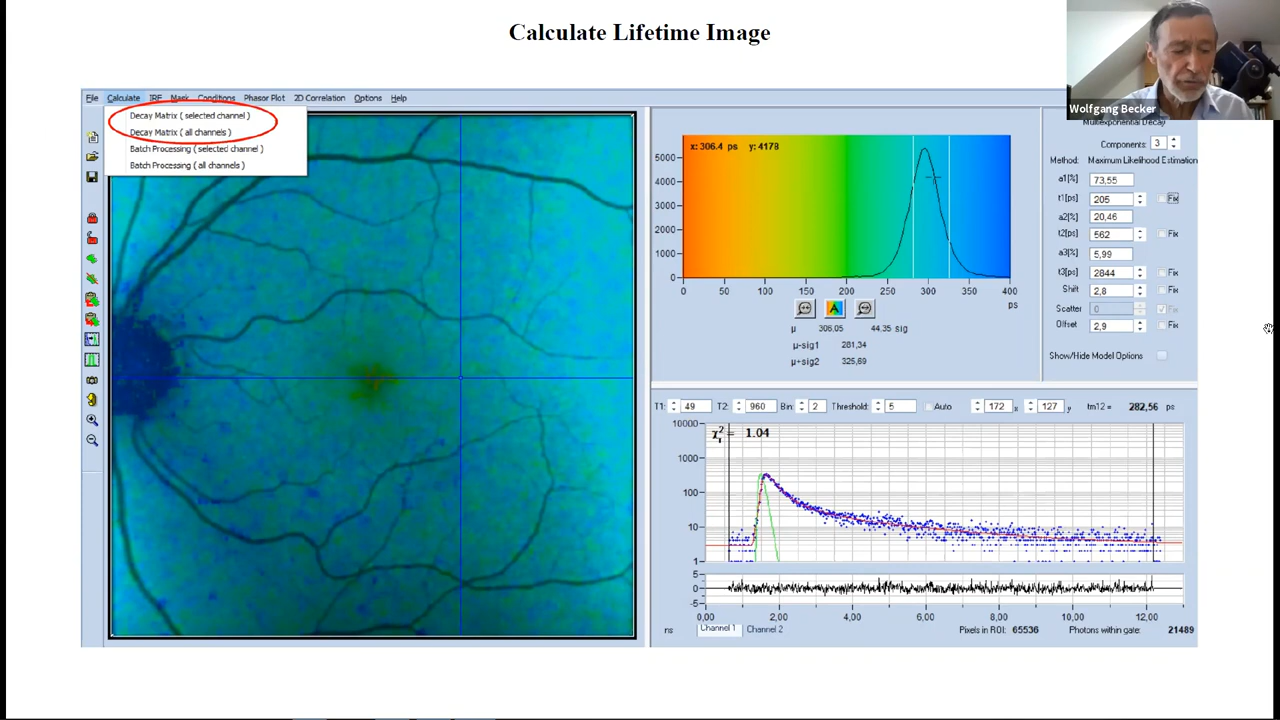 Calculate Lifetime Image
Wolfgang Becker
File Calculate IRF Mask Conditions Phasor Plot 2D Correlation Options Help
Decay Matrix ( selected channel )
Decay Matrix ( all channels )
Batch Processing ( selected channel )
Batch Processing ( all channels )
x: 306.4 ps y: 4178
5000
4000
3000
2000
1000
0
0 50 100 150 200 250 300 350 400
ps
µ 306,05 44.35 sig
µ-sig1 281,34
µ+sig2 325,69
Multiexponential Decay
Components: 3
Method: Maximum Likelihood Estimation
a1[%] 73,55
t1[ps] 205 Fix
a2[%] 20,46
t2[ps] 562 Fix
a3[%] 5,99
t3[ps] 2844 Fix
Shift 2,8 Fix
Scatter 0 Fix
Offset 2,9 Fix
Show/Hide Model Options
T1: 49 T2: 960 Bin: 2 Threshold: 5 Auto 172 x 127 y tm12 = 282,56 ps
χr² = 1.04
10000
1000
100
10
1
5
0
-5
0,00 2,00 4,00 6,00 8,00 10,00 12,00
ns Channel 1 Channel 2 Pixels in ROI: 65536 Photons within gate: 21489